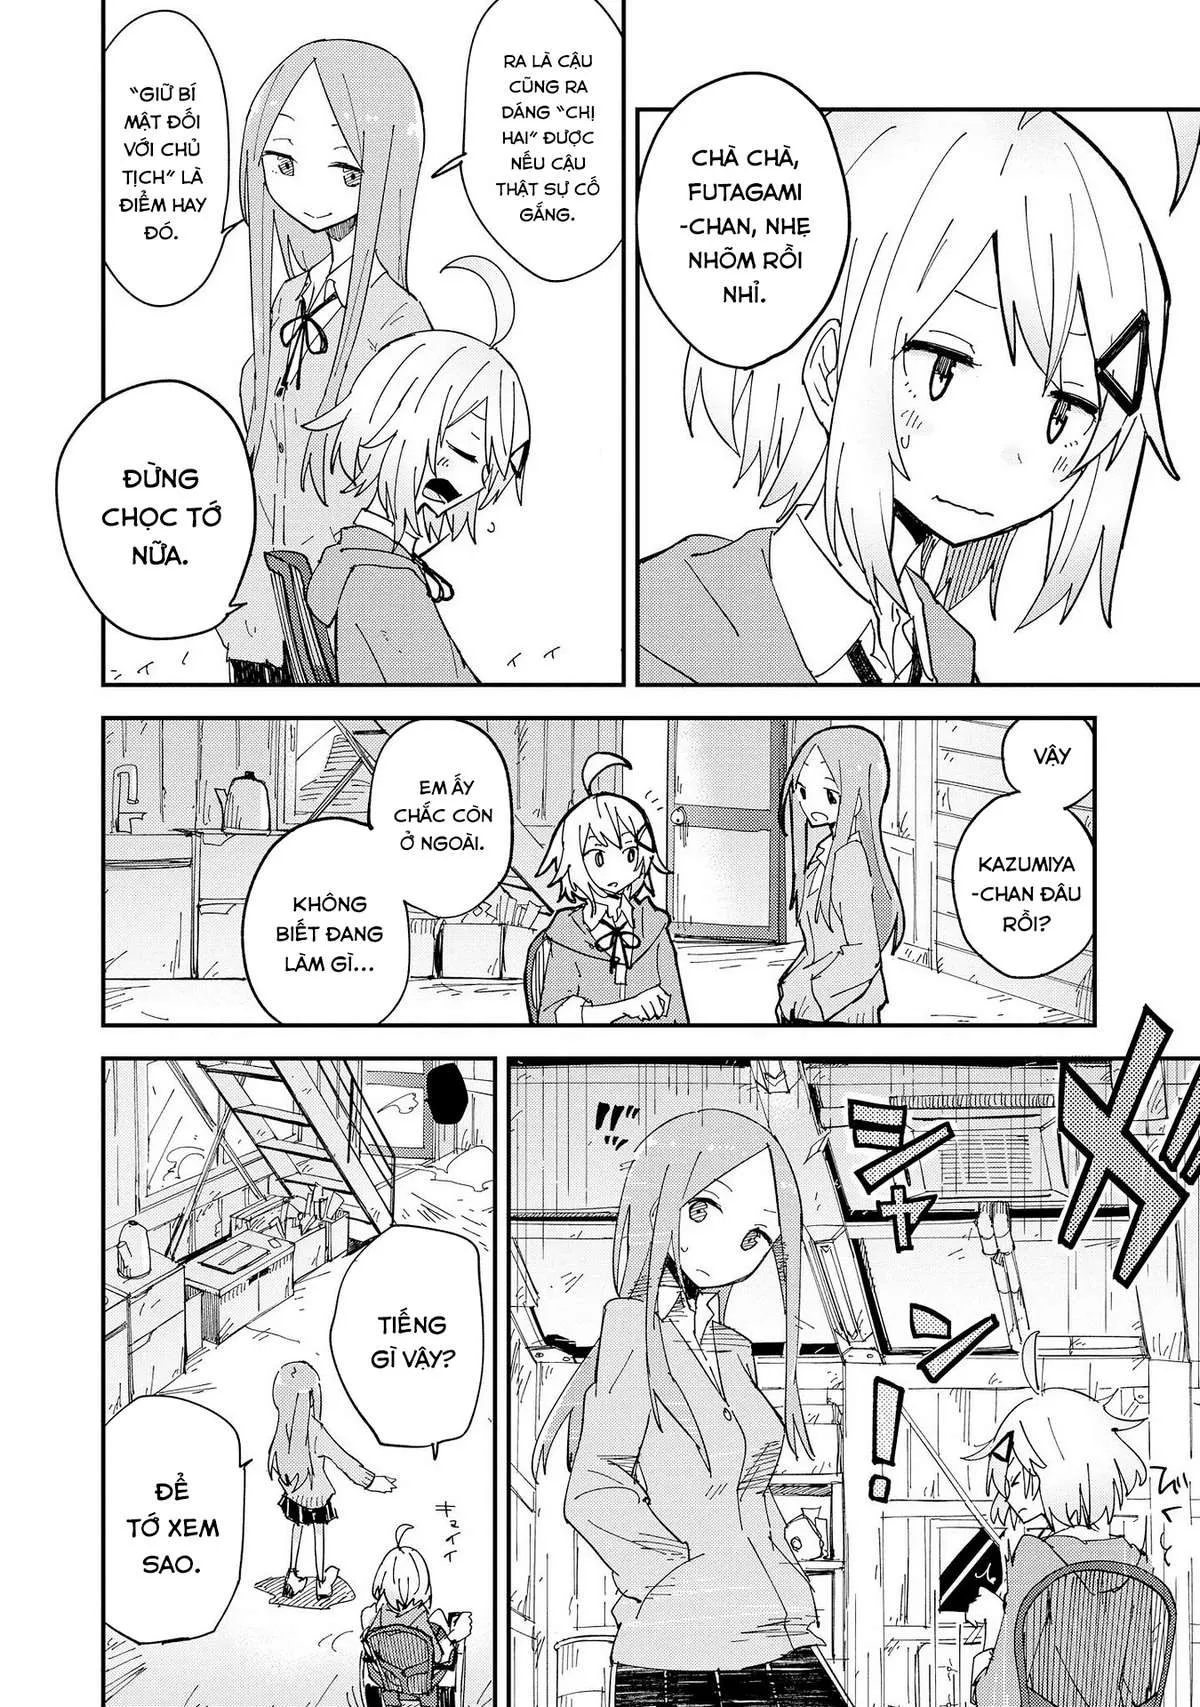 CHÀ CHÀ,
FUTAGAMI
-CHAN, NHẸ
NHÕM RỒI
NHỈ.
RA LÀ CẬU
CŨNG RA
DÁNG “CHỊ
HAI” ĐƯỢC
NẾU CẬU
THẬT SỰ CỐ
GẮNG.
“GIỮ BÍ
MẬT ĐỐI
VỚI CHỦ
TỊCH” LÀ
ĐIỂM HAY
ĐÓ.
ĐỪNG
CHỌC TỚ
NỮA.
VẬY
KAZUMIYA
-CHAN ĐÂU
RỒI?
EM ẤY
CHẮC CÒN
Ở NGOÀI.
KHÔNG
BIẾT ĐANG
LÀM GÌ...
ガシャ
!
TIẾNG
GÌ VẬY?
ĐỂ
TỚ XEM
SAO.